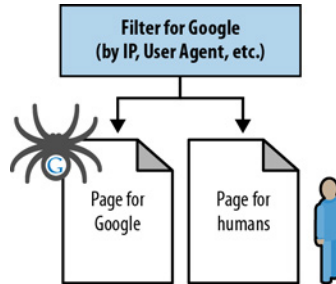 Filter for Google
(by IP, User Agent, etc.)
G
Page for
Google
Page for
humans